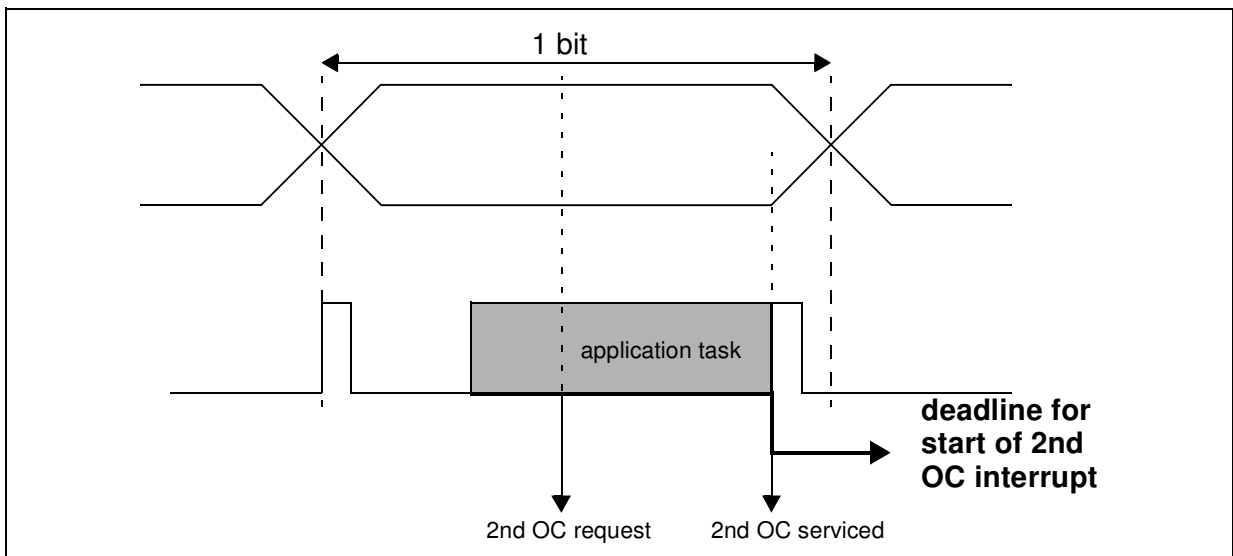 1 bit
application task
deadline for
start of 2nd
OC interrupt
2nd OC request
2nd OC serviced